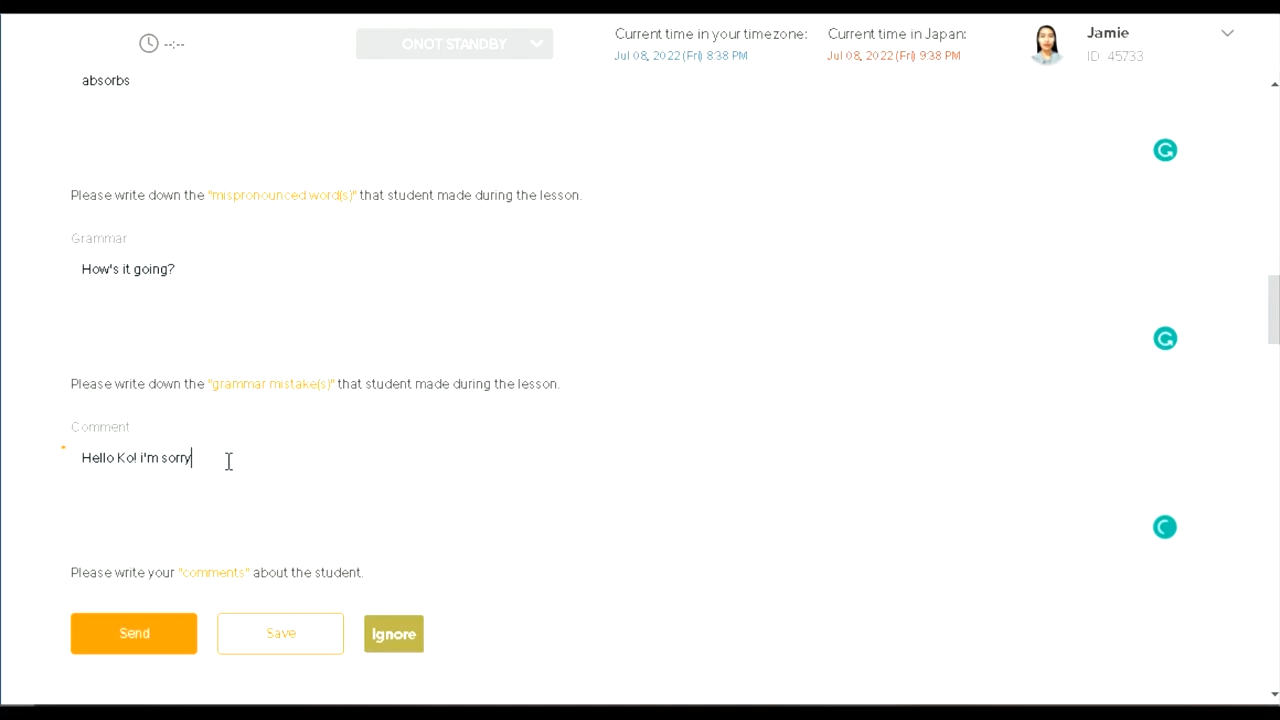 --:--
ONOT STANDBY
Current time in your timezone:
Jul 08, 2022 (Fri) 8:38 PM
Current time in Japan:
Jul 08, 2022 (Fri) 9:38 PM
Jamie
ID: 45733
absorbs
Please write down the "mispronounced word(s)" that student made during the lesson.
Grammar
How's it going?
Please write down the "grammar mistake(s)" that student made during the lesson.
Comment
* Hello Ko! i'm sorry
Please write your "comments" about the student.
Send
Save
Ignore